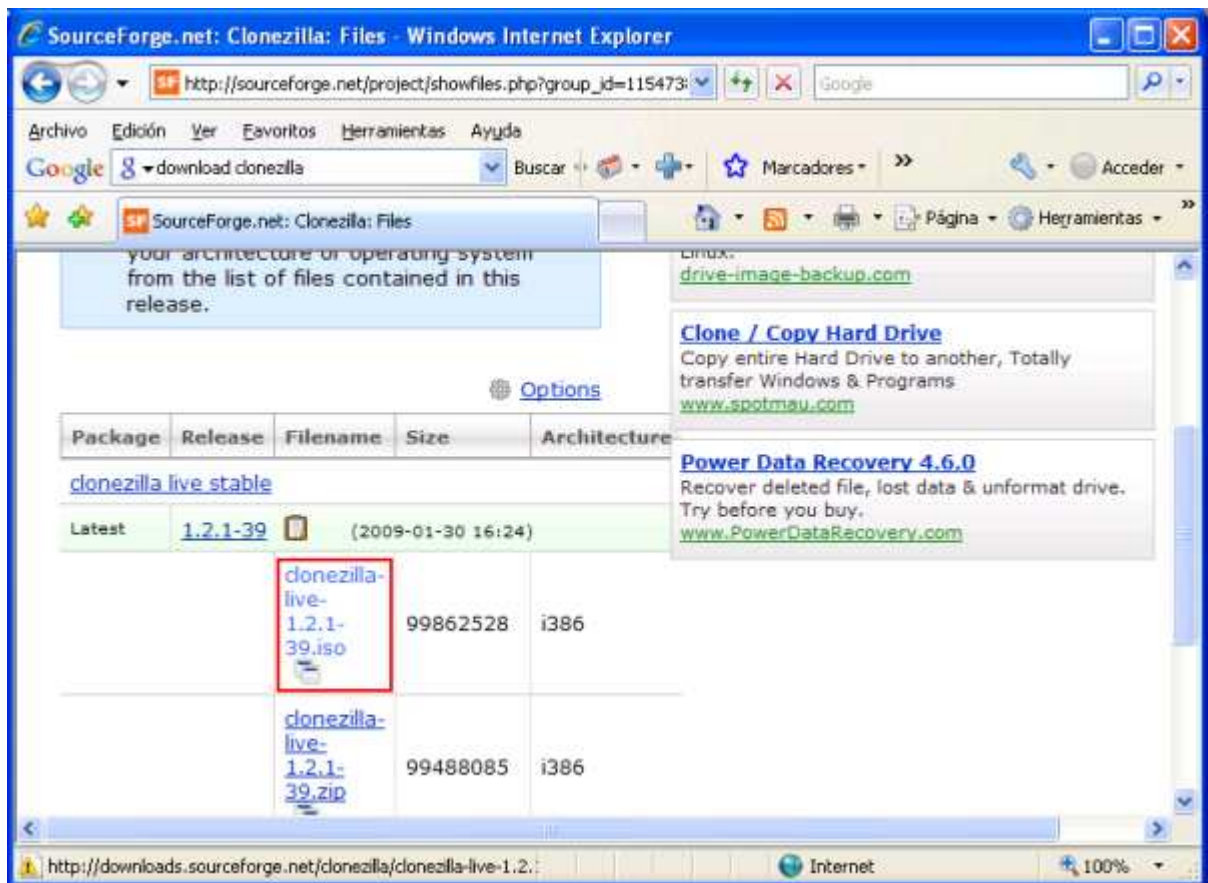 SourceForge.net: Clonezilla: Files - Windows Internet Explorer
http://sourceforge.net/project/showfiles.php?group_id=115473
Google
Archivo Edición Ver Favoritos Herramientas Ayuda
Google download clonezilla Buscar Marcadores Acceder
SourceForge.net: Clonezilla: Files Página Herramientas
your architecture or operating system
from the list of files contained in this
release.
Linux.
drive-image-backup.com
Clone / Copy Hard Drive
Copy entire Hard Drive to another, Totally
transfer Windows & Programs
www.spotmau.com
Power Data Recovery 4.6.0
Recover deleted file, lost data & unformat drive.
Try before you buy.
www.PowerDataRecovery.com
Options
Package Release Filename Size Architecture
clonezilla live stable
Latest 1.2.1-39 (2009-01-30 16:24)
clonezilla-
live-
1.2.1-
39.iso
99862528 i386
clonezilla-
live-
1.2.1-
39.zip
99488085 i386
http://downloads.sourceforge.net/clonezilla/clonezilla-live-1.2. Internet 100%